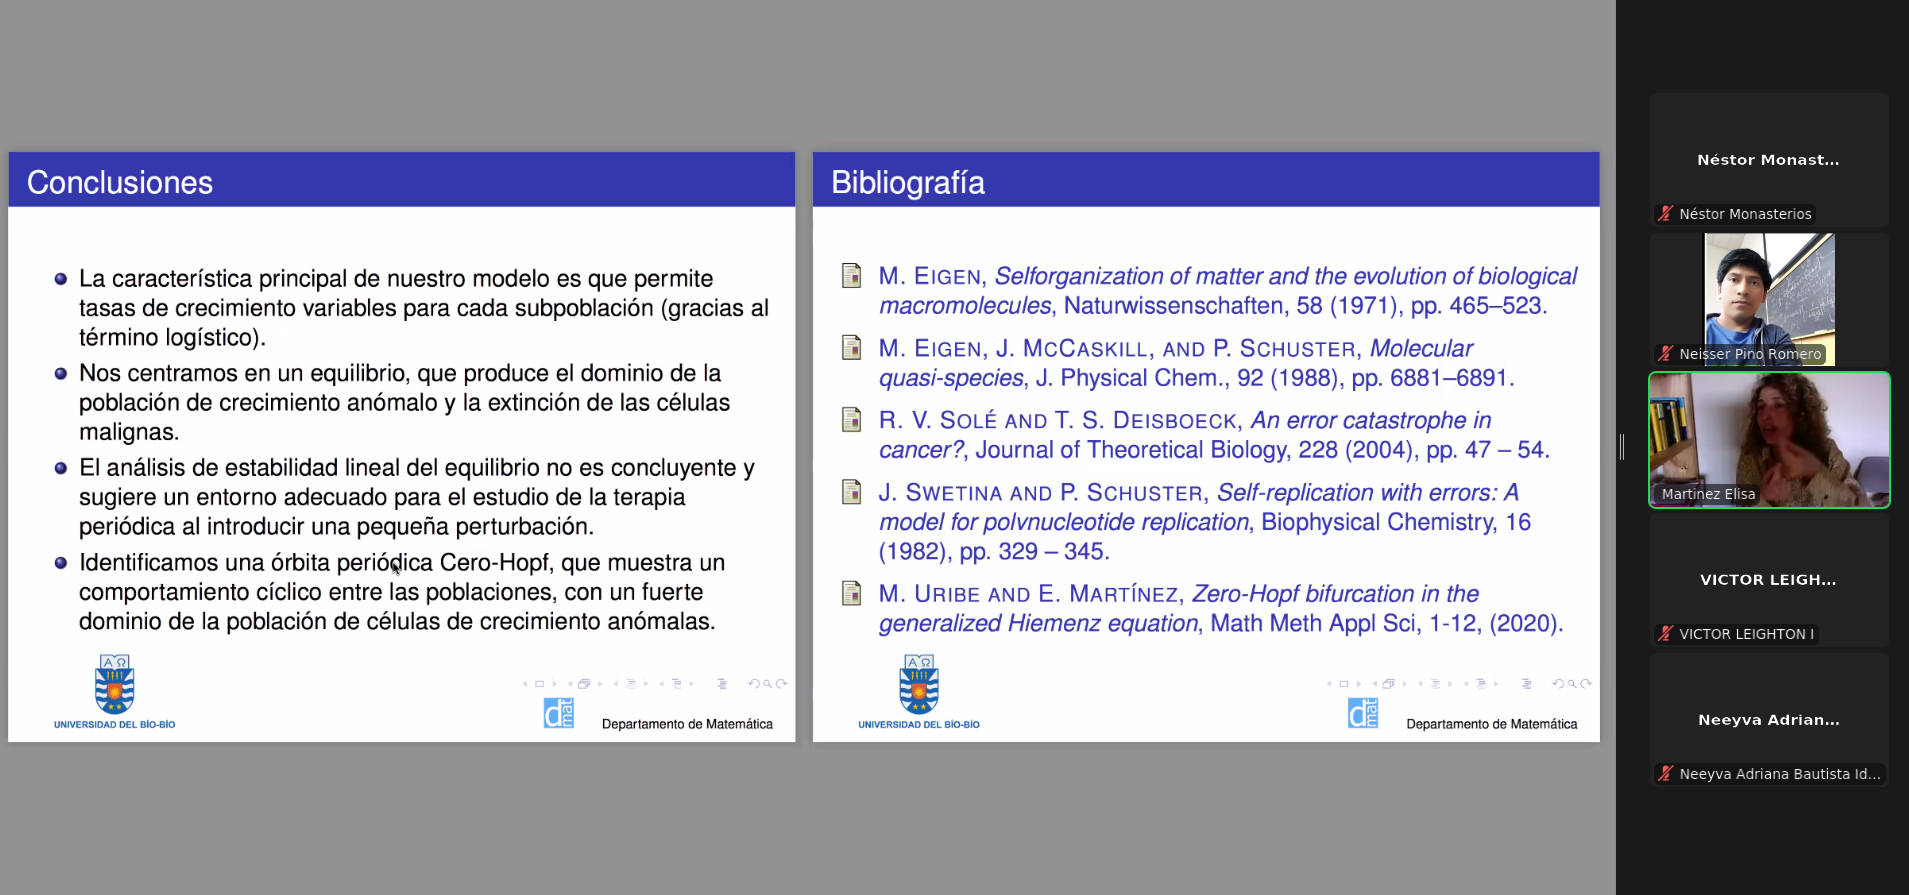 Conclusiones
La característica principal de nuestro modelo es que permite
tasas de crecimiento variables para cada subpoblación (gracias al
término logístico).
Nos centramos en un equilibrio, que produce el dominio de la
población de crecimiento anómalo y la extinción de las células
malignas.
El análisis de estabilidad lineal del equilibrio no es concluyente y
sugiere un entorno adecuado para el estudio de la terapia
periódica al introducir una pequeña perturbación.
Identificamos una órbita periódica Cero-Hopf, que muestra un
comportamiento cíclico entre las poblaciones, con un fuerte
dominio de la población de células de crecimiento anómalas.
ΑΩ
UNIVERSIDAD DEL BÍO-BÍO
dmat
Departamento de Matemática
Bibliografía
M. EIGEN, Selforganization of matter and the evolution of biological
macromolecules, Naturwissenschaften, 58 (1971), pp. 465–523.
M. EIGEN, J. MCCASKILL, AND P. SCHUSTER, Molecular
quasi-species, J. Physical Chem., 92 (1988), pp. 6881–6891.
R. V. SOLÉ AND T. S. DEISBOECK, An error catastrophe in
cancer?, Journal of Theoretical Biology, 228 (2004), pp. 47 – 54.
J. SWETINA AND P. SCHUSTER, Self-replication with errors: A
model for polvnucleotide replication, Biophysical Chemistry, 16
(1982), pp. 329 – 345.
M. URIBE AND E. MARTÍNEZ, Zero-Hopf bifurcation in the
generalized Hiemenz equation, Math Meth Appl Sci, 1-12, (2020).
ΑΩ
UNIVERSIDAD DEL BÍO-BÍO
dmat
Departamento de Matemática
Néstor Monast...
Néstor Monasterios
Neisser Pino Romero
Martinez Elisa
VICTOR LEIGH...
VICTOR LEIGHTON I
Neeyva Adrian...
Neeyva Adriana Bautista Id...